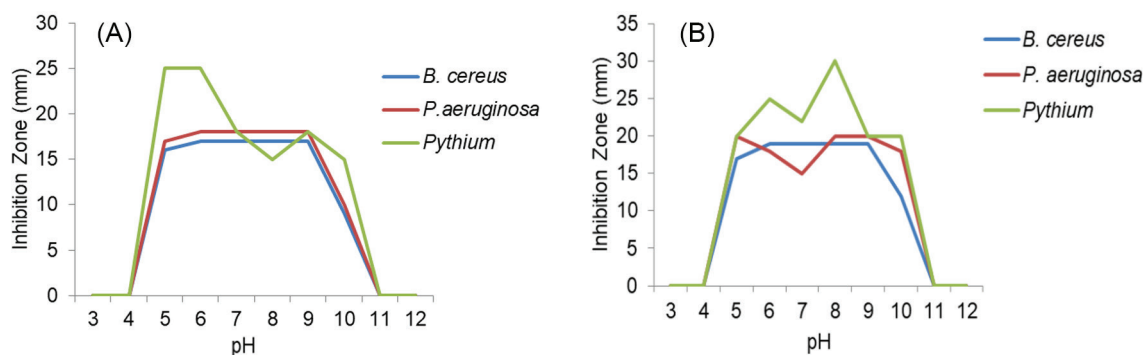 (A)
Inhibition Zone (mm)
30
25
20
15
10
5
0
3 4 5 6 7 8 9 10 11 12
pH
B. cereus
P. aeruginosa
Pythium
(B)
Inhibition Zone (mm)
35
30
25
20
15
10
5
0
3 4 5 6 7 8 9 10 11 12
pH
B. cereus
P. aeruginosa
Pythium